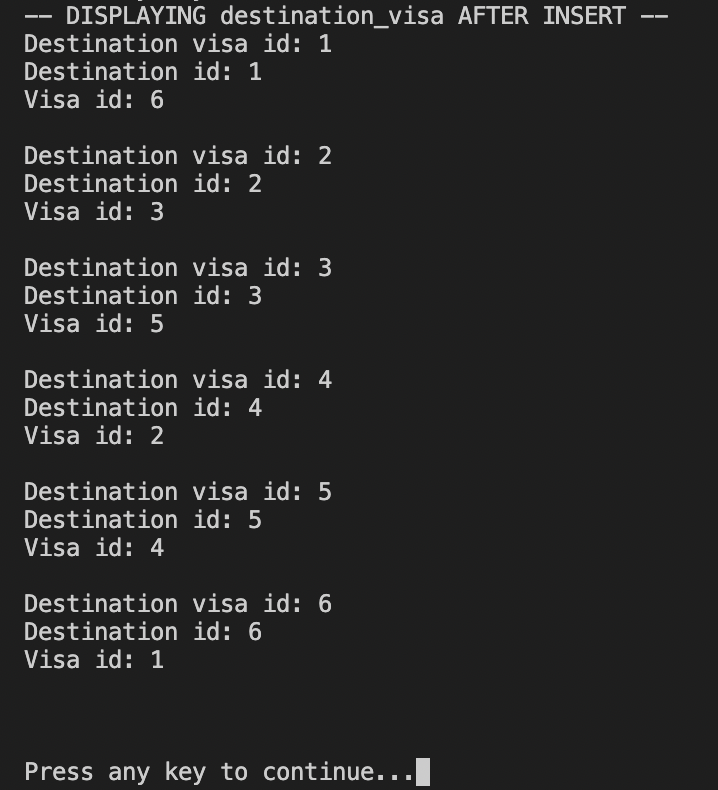 -- DISPLAYING destination_visa AFTER INSERT --
Destination visa id: 1
Destination id: 1
Visa id: 6
Destination visa id: 2
Destination id: 2
Visa id: 3
Destination visa id: 3
Destination id: 3
Visa id: 5
Destination visa id: 4
Destination id: 4
Visa id: 2
Destination visa id: 5
Destination id: 5
Visa id: 4
Destination visa id: 6
Destination id: 6
Visa id: 1
Press any key to continue...